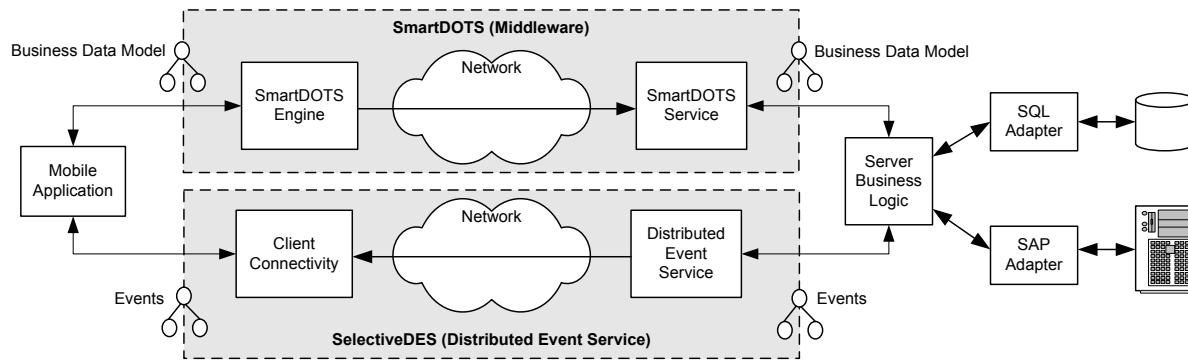 SmartDOTS (Middleware)
Business Data Model
Business Data Model
Network
SmartDOTS
Engine
SmartDOTS
Service
SQL
Adapter
Mobile
Application
Server
Business
Logic
Network
Client
Connectivity
Distributed
Event
Service
SAP
Adapter
Events
Events
SelectiveDES (Distributed Event Service)